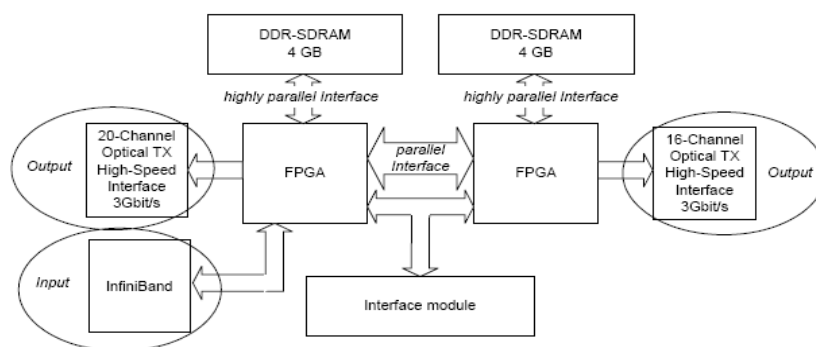 DDR-SDRAM
4 GB
DDR-SDRAM
4 GB
highly parallel Interface
highly parallel Interface
Output
20-Channel
Optical TX
High-Speed
Interface
3Gbit/s
FPGA
parallel
Interface
FPGA
16-Channel
Optical TX
High-Speed
Interface
3Gbit/s
Output
Input
InfiniBand
Interface module